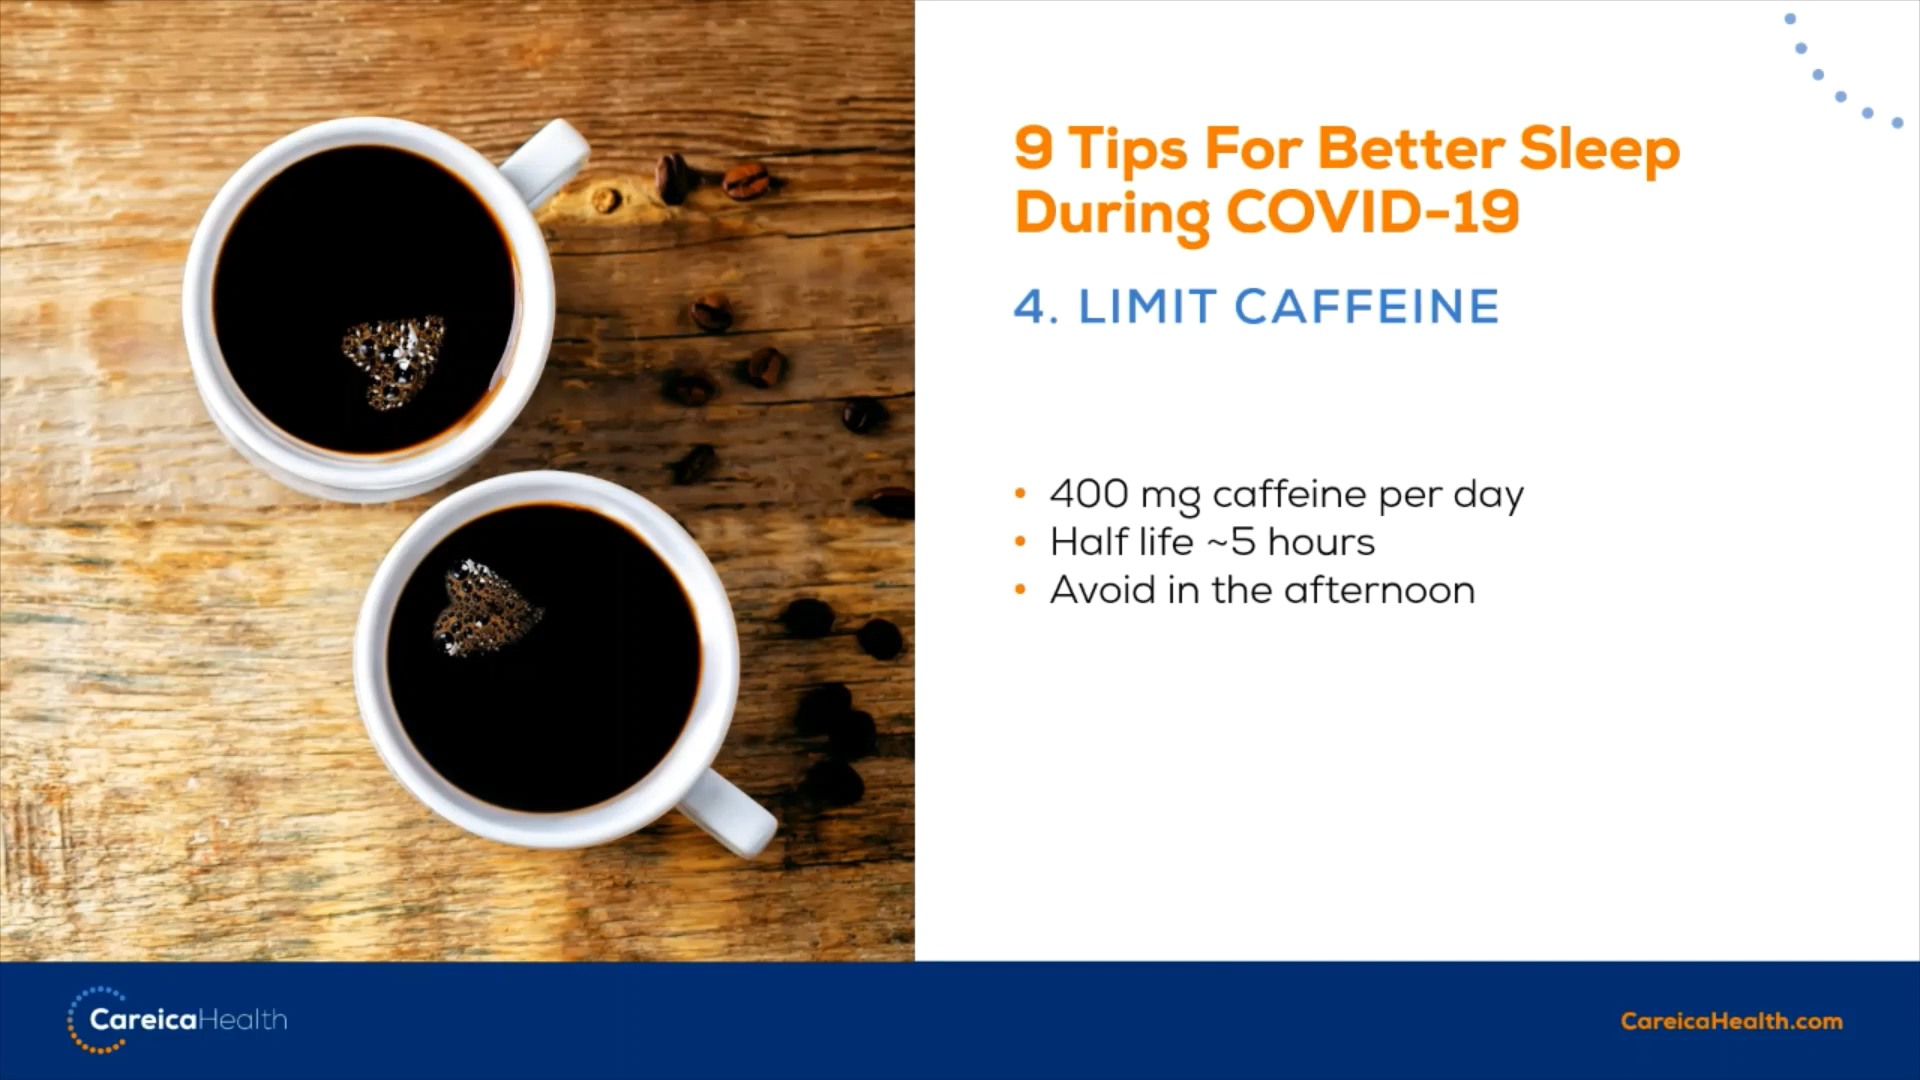 9 Tips For Better Sleep
During COVID-19
4. LIMIT CAFFEINE
• 400 mg caffeine per day
• Half life ~5 hours
• Avoid in the afternoon
CareicaHealth
CareicaHealth.com